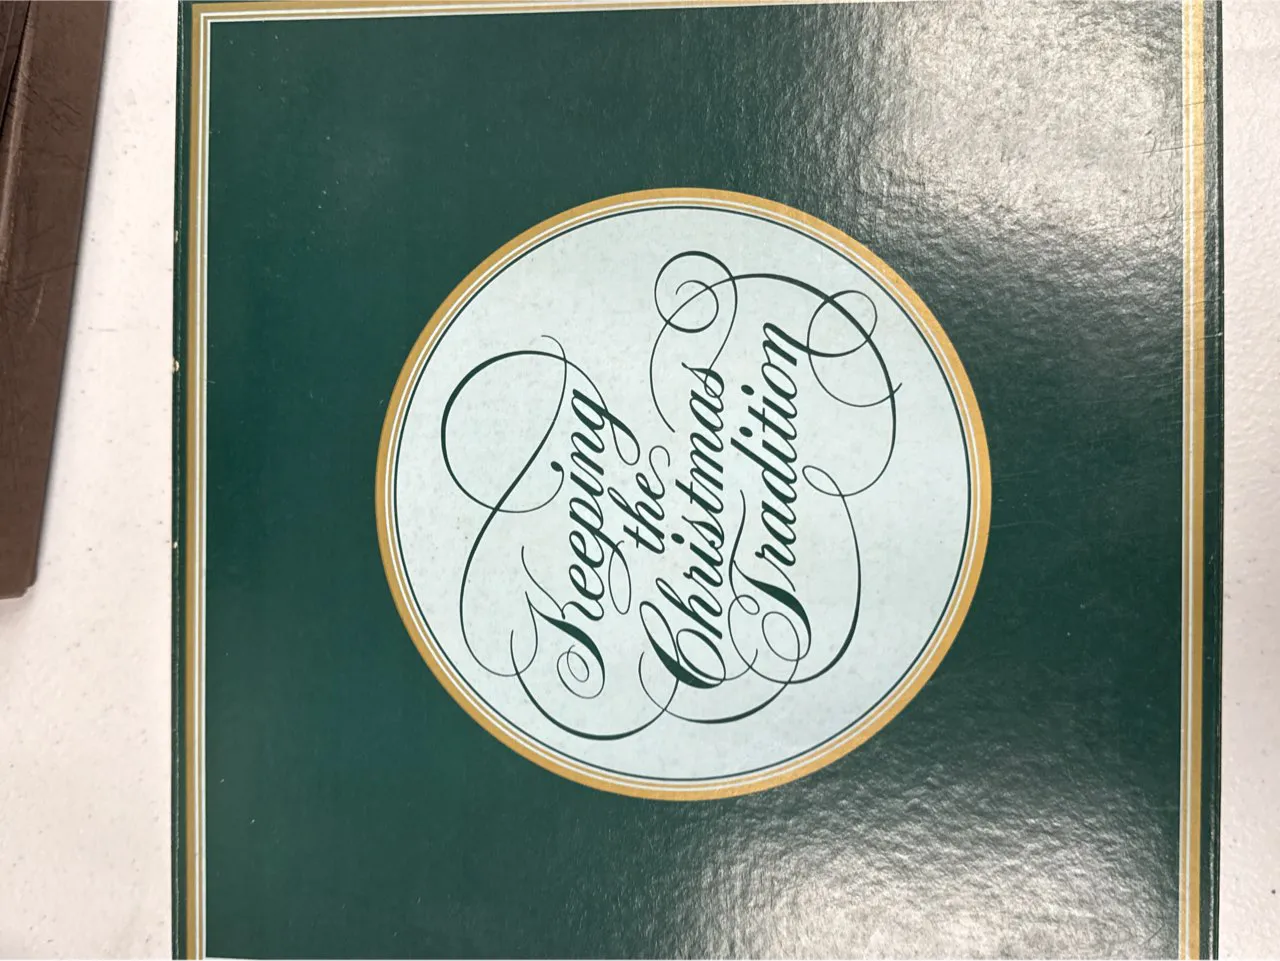 Keeping
the
Christmas
Tradition